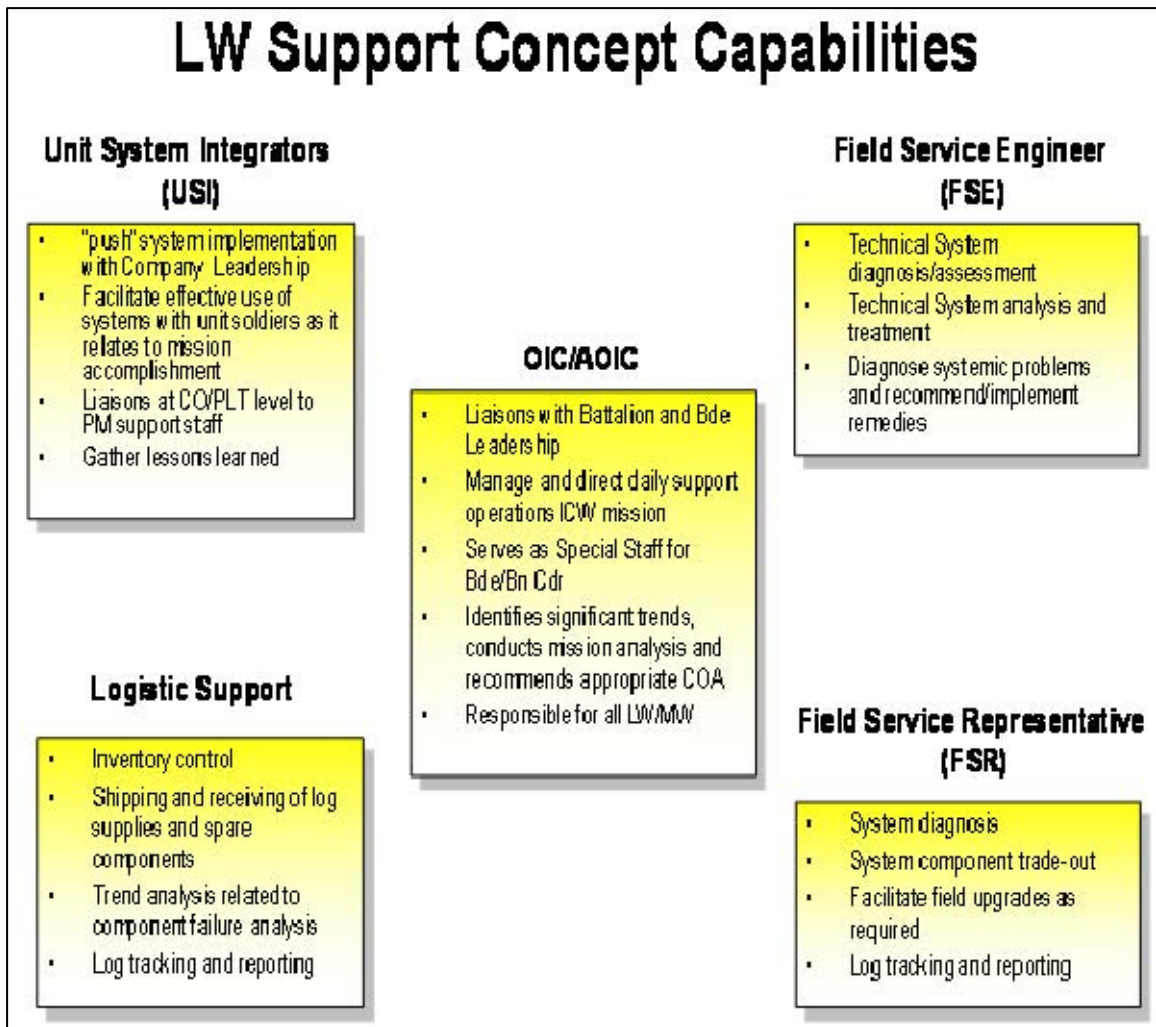 LW Support Concept Capabilities
Unit System Integrators
(USI)
• "push" system implementation
with Company Leadership
• Facilitate effective use of
systems with unit soldiers as it
relates to mission
accomplishment
• Liaisons at CO/PLT level to
PM support staff
• Gather lessons learned
Field Service Engineer
(FSE)
• Technical System
diagnosis/assessment
• Technical System analysis and
treatment
• Diagnose systemic problems
and recommend/implement
remedies
OIC/AOIC
• Liaisons with Battalion and Bde
Leadership
• Manage and direct daily support
operations ICW mission
• Serves as Special Staff for
Bde/Bn Cdr
• Identifies significant trends,
conducts mission analysis and
recommends appropriate COA
• Responsible for all LW/MW
Logistic Support
• Inventory control
• Shipping and receiving of log
supplies and spare
components
• Trend analysis related to
component failure analysis
• Log tracking and reporting
Field Service Representative
(FSR)
• System diagnosis
• System component trade-out
• Facilitate field upgrades as
required
• Log tracking and reporting